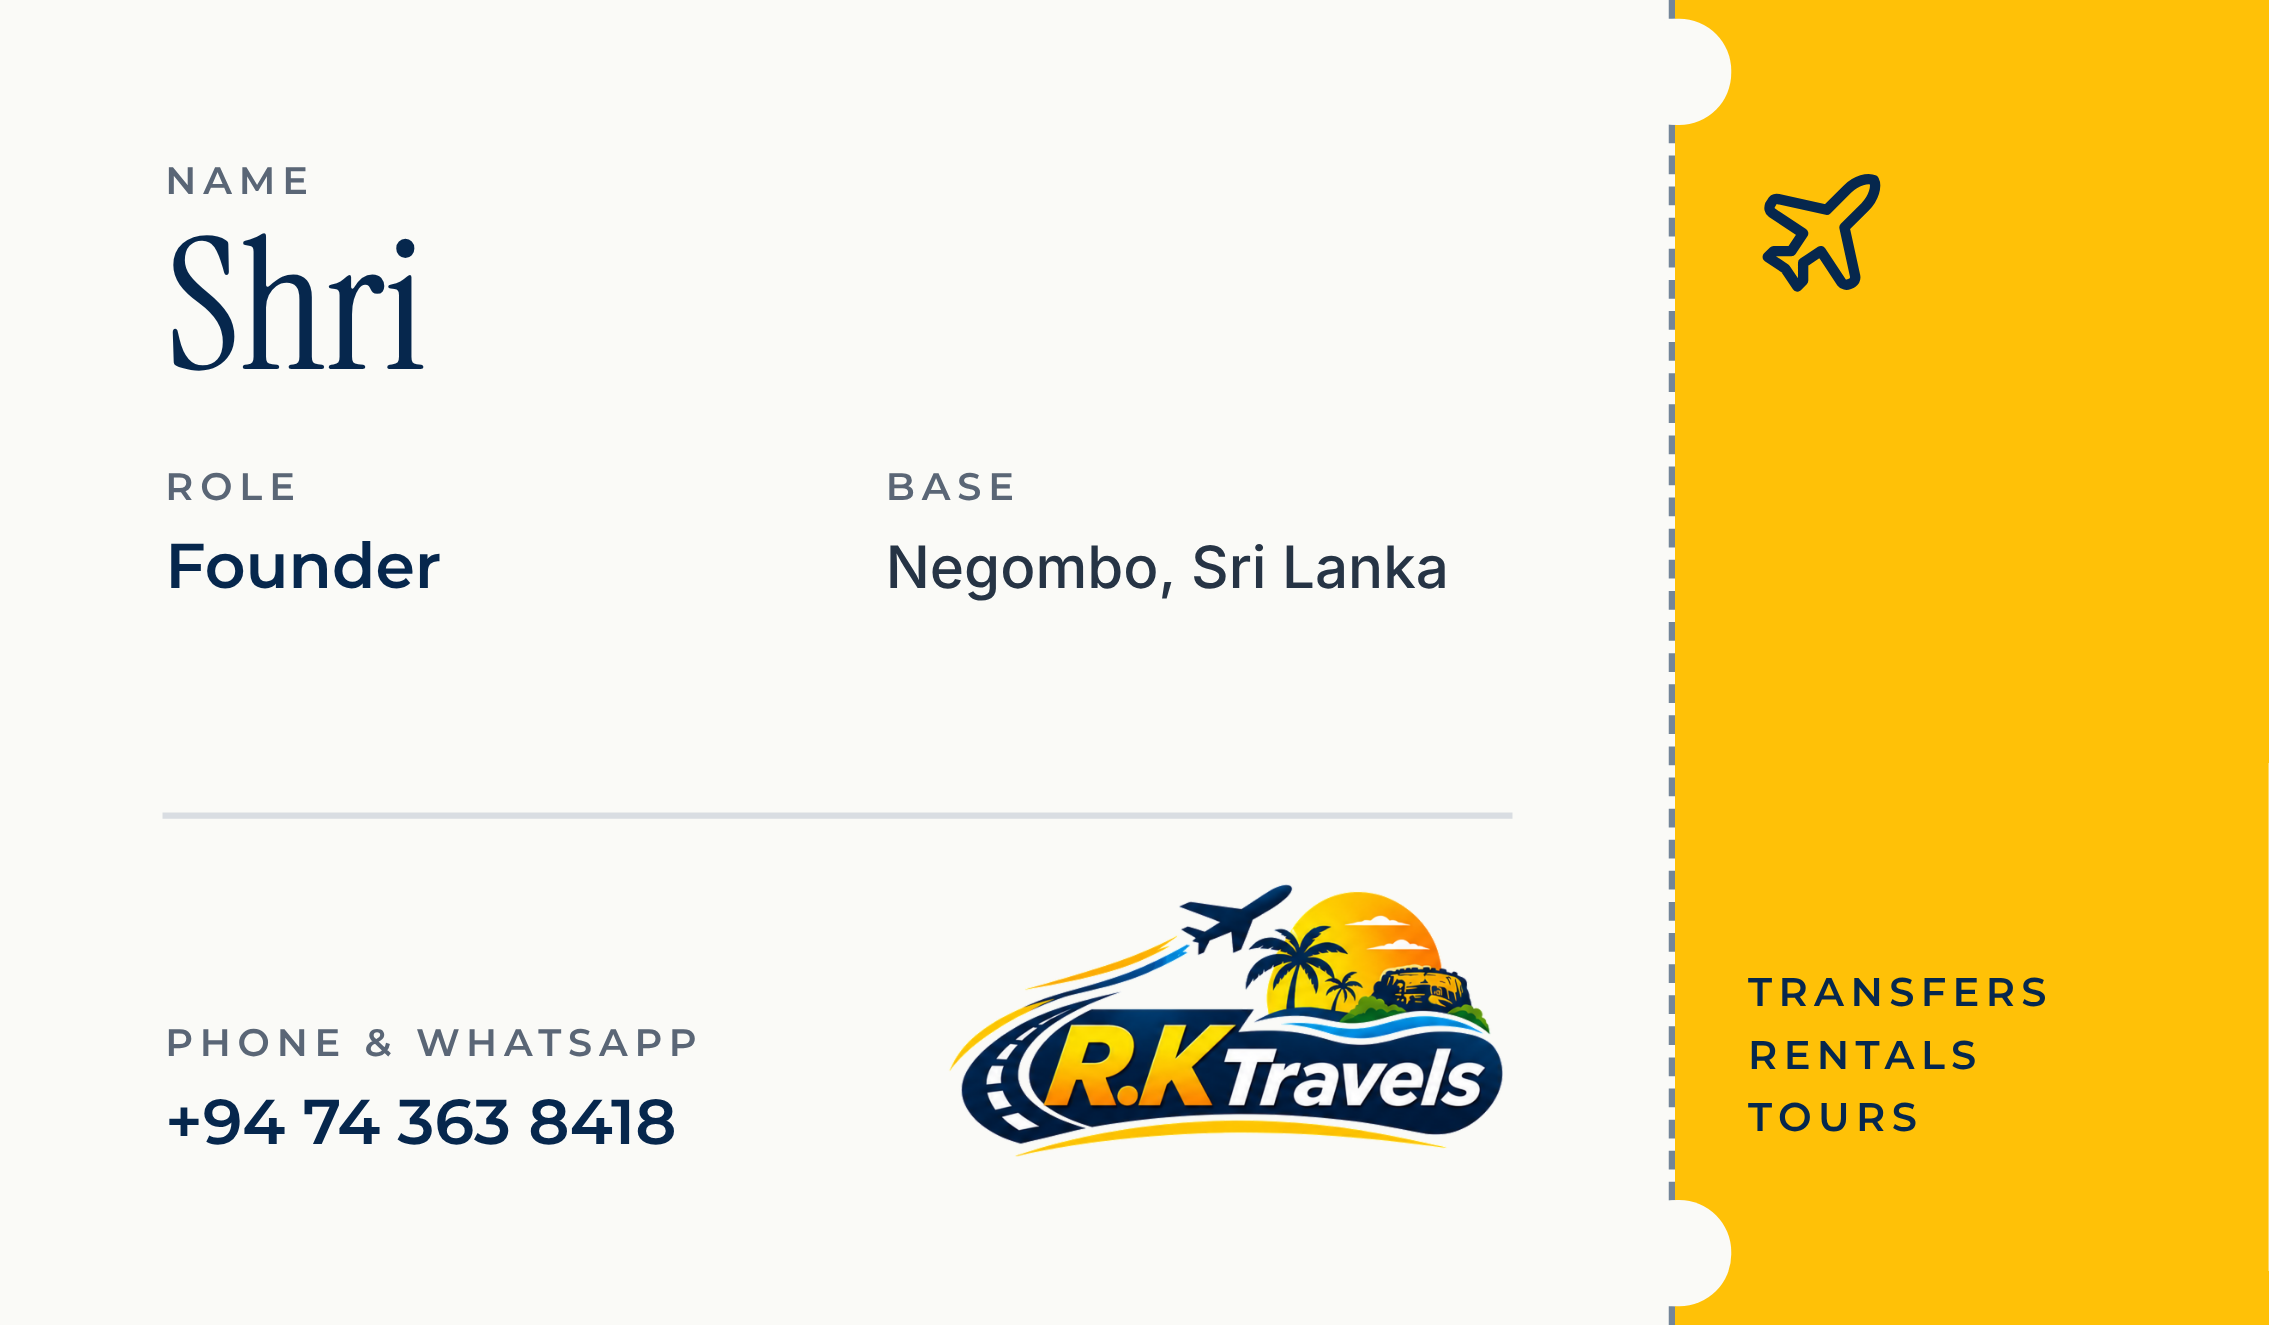 NAME
Shri
ROLE
Founder
BASE
Negombo, Sri Lanka
PHONE & WHATSAPP
+94 74 363 8418
R.K Travels
TRANSFERS
RENTALS
TOURS